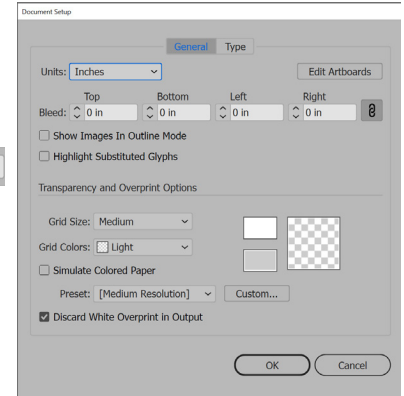 Document Setup
General Type
Units: Inches Edit Artboards
Top Bottom Left Right
Bleed: 0 in 0 in 0 in 0 in
Show Images In Outline Mode
Highlight Substituted Glyphs
Transparency and Overprint Options
Grid Size: Medium
Grid Colors: Light
Simulate Colored Paper
Preset: [Medium Resolution] Custom...
Discard White Overprint in Output
OK Cancel